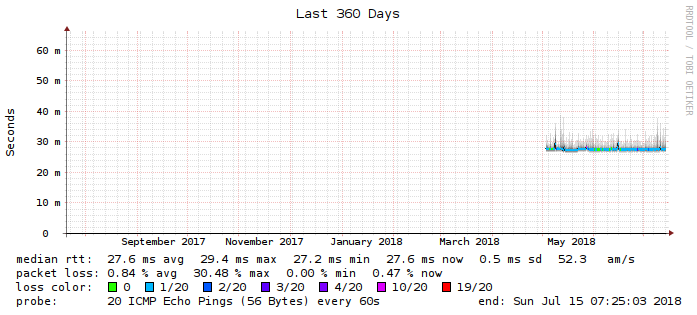 Last 360 Days
RRDTOOL / TOBI OETIKER
Seconds
60 m
50 m
40 m
30 m
20 m
10 m
0
September 2017 November 2017 January 2018 March 2018 May 2018
median rtt: 27.6 ms avg 29.4 ms max 27.2 ms min 27.6 ms now 0.5 ms sd 52.3 am/s
packet loss: 0.84 % avg 30.48 % max 0.00 % min 0.47 % now
loss color: 0 1/20 2/20 3/20 4/20 10/20 19/20
probe: 20 ICMP Echo Pings (56 Bytes) every 60s end: Sun Jul 15 07:25:03 2018